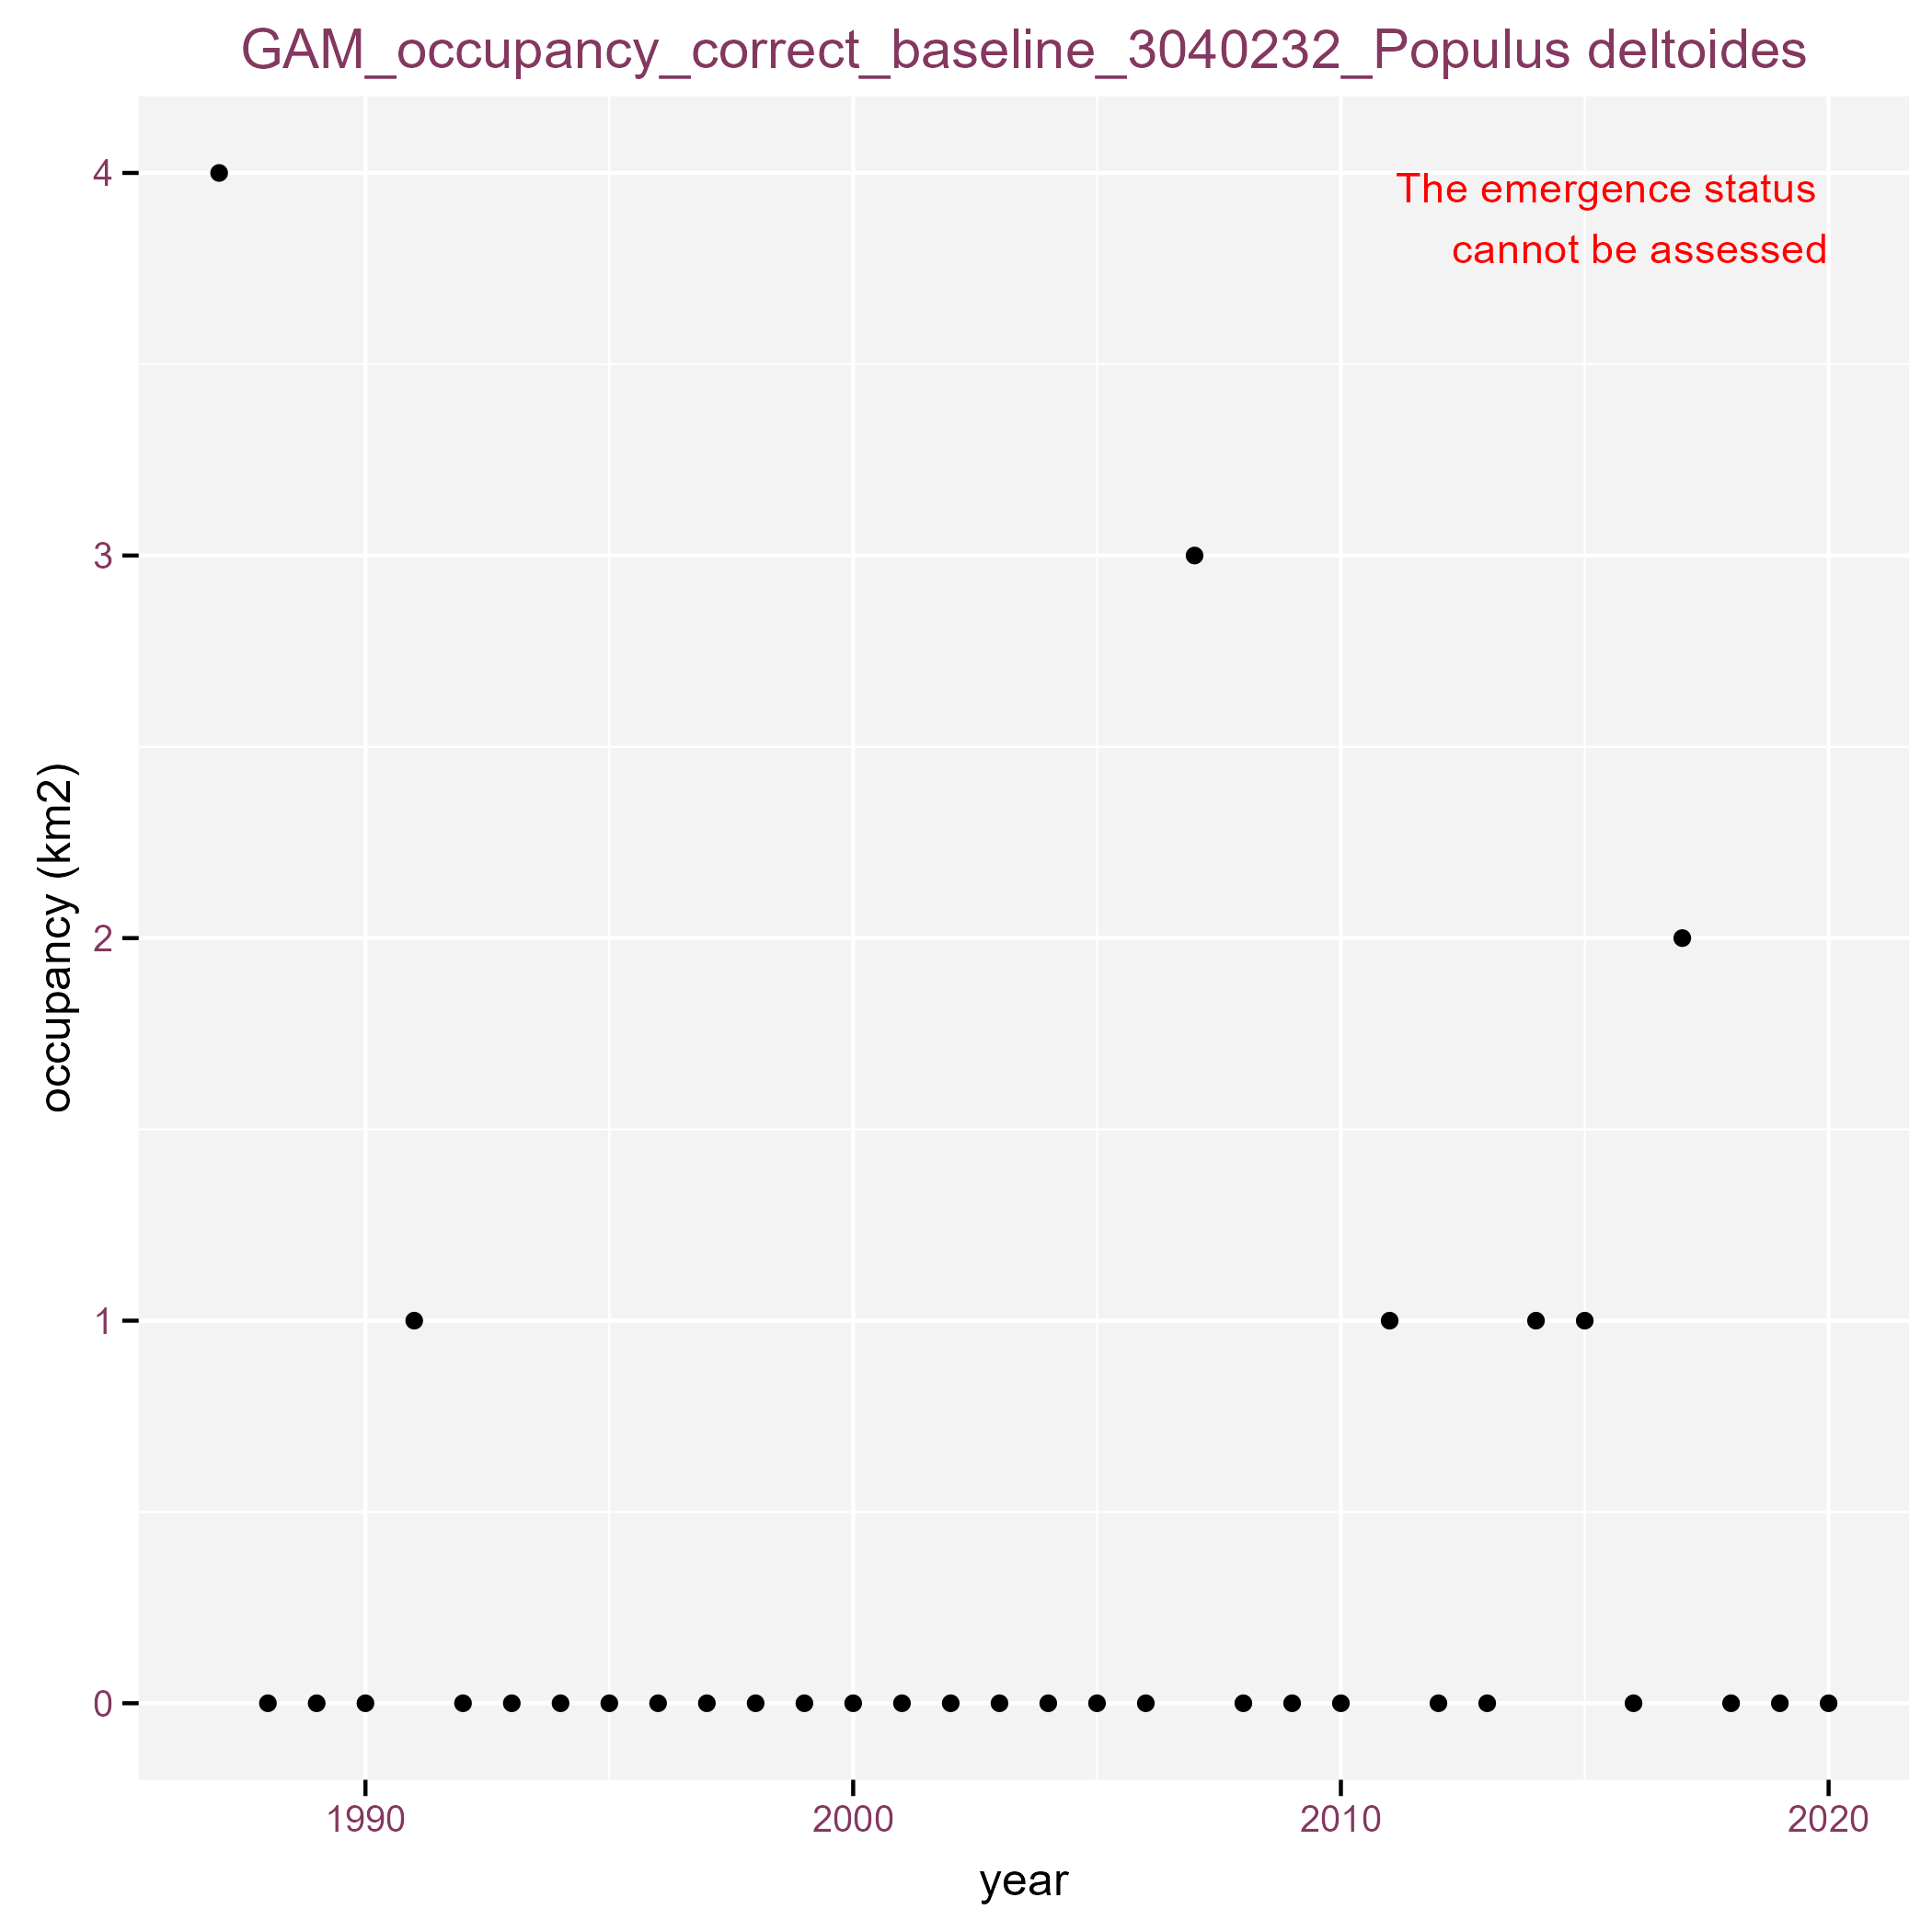 GAM_occupancy_correct_baseline_3040232_Populus deltoides
The emergence status
cannot be assessed
4
3
2
1
0
occupancy (km2)
1990 2000 2010 2020
year